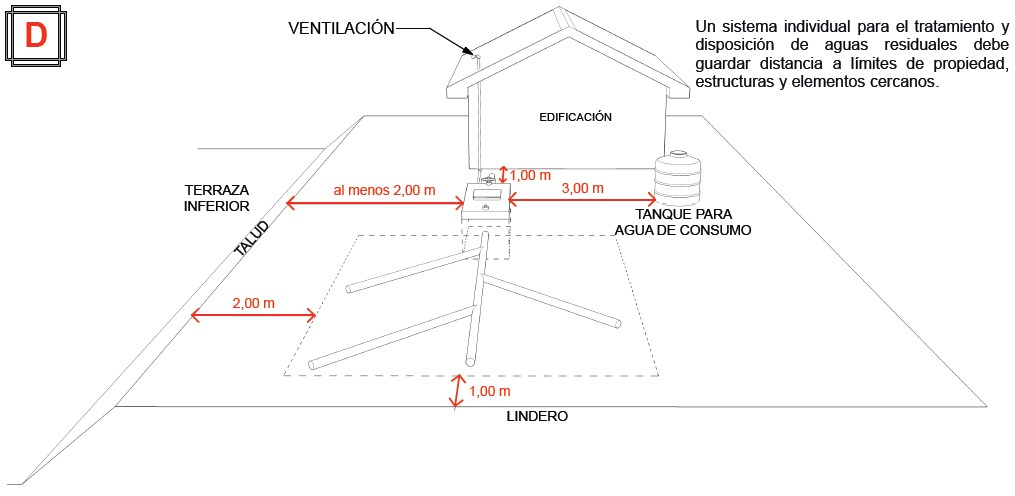 D
VENTILACIÓN
Un sistema individual para el tratamiento y
disposición de aguas residuales debe
guardar distancia a límites de propiedad,
estructuras y elementos cercanos.
EDIFICACIÓN
TERRAZA
INFERIOR
al menos 2,00 m
1,00 m
3,00 m
TANQUE PARA
AGUA DE CONSUMO
TALUD
2,00 m
1,00 m
LINDERO